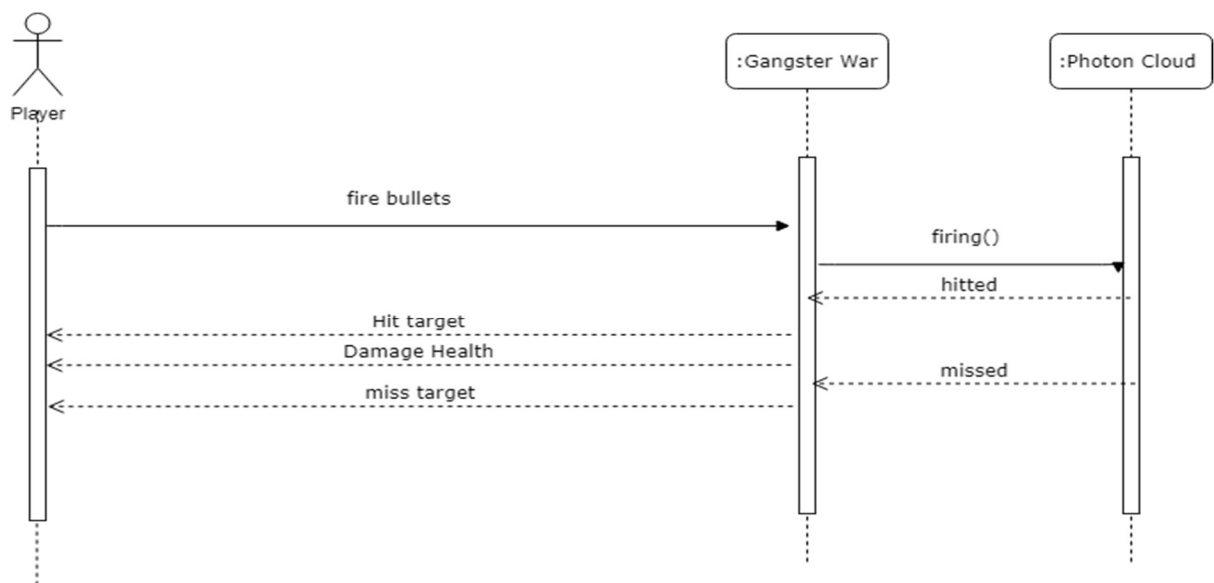 Player
:Gangster War
:Photon Cloud
fire bullets
firing()
hitted
Hit target
Damage Health
missed
miss target